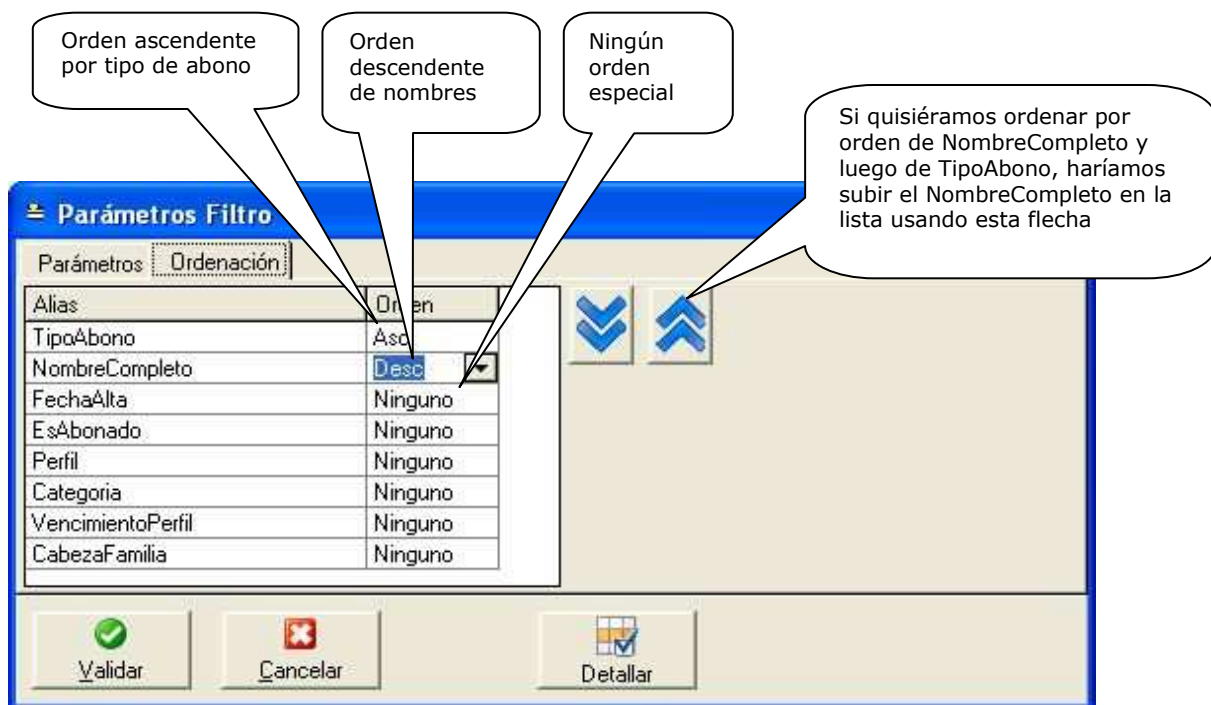 Orden ascendente
por tipo de abono
Orden
descendente
de nombres
Ningún
orden
especial
Si quisiéramos ordenar por
orden de NombreCompleto y
luego de TipoAbono, haríamos
subir el NombreCompleto en la
lista usando esta flecha
Parámetros Filtro
Parámetros Ordenación
Alias Orden
TipoAbono Asc
NombreCompleto Desc
FechaAlta Ninguno
EsAbonado Ninguno
Perfil Ninguno
Categoria Ninguno
VencimientoPerfil Ninguno
CabezaFamilia Ninguno
Validar Cancelar Detallar